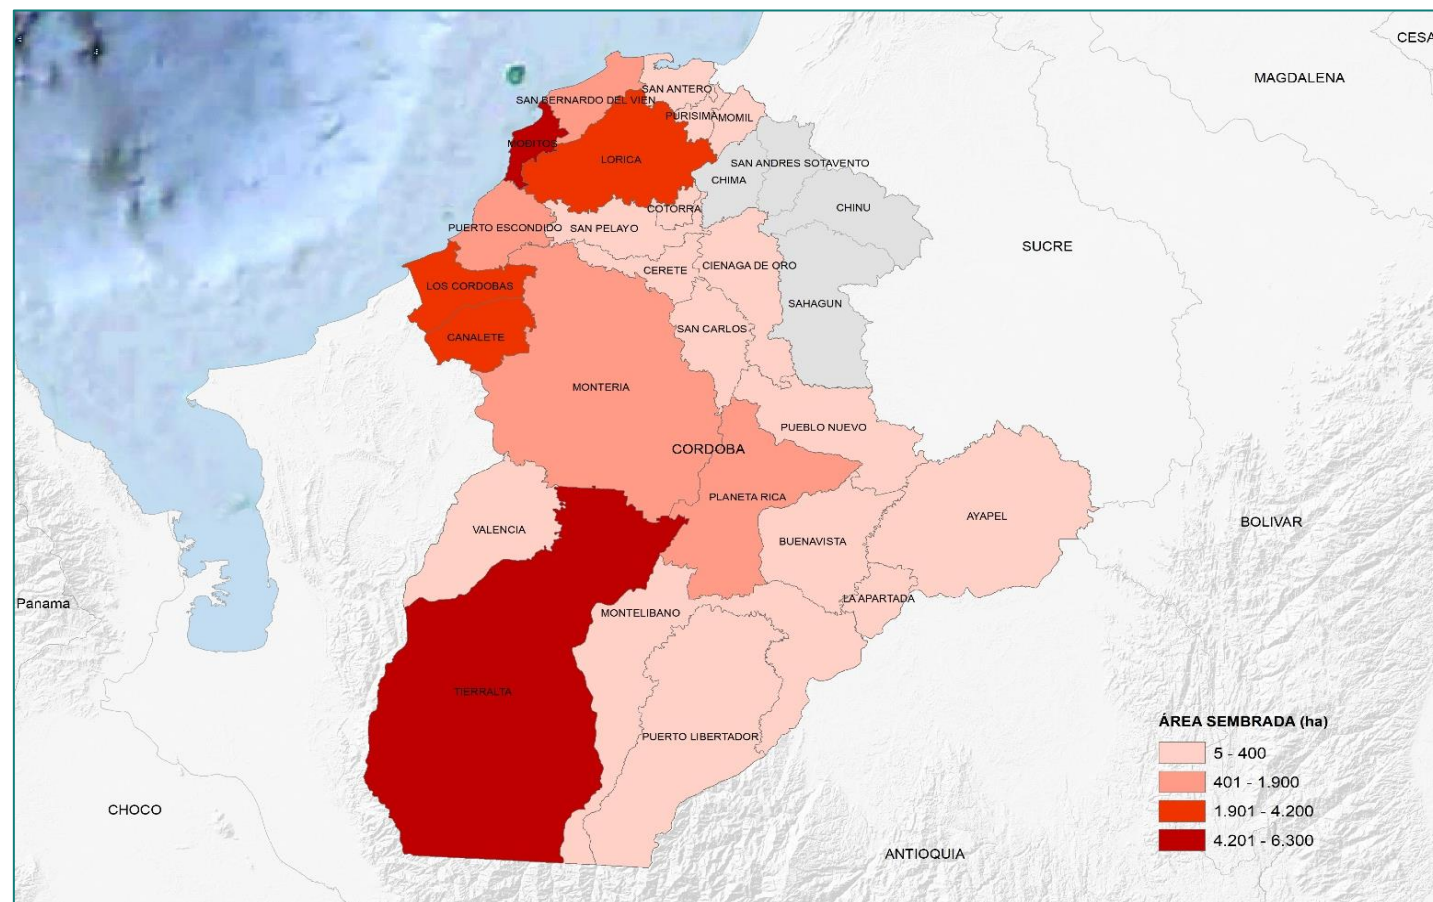 CESA
MAGDALENA
SAN ANTERO
SAN BERNARDO DEL VIEN
PURISIMA
MOMIL
MOÑITOS
LORICA
SAN ANDRES SOTAVENTO
CHIMA
CHINU
COTORRA
PUERTO ESCONDIDO
SAN PELAYO
SUCRE
CERETE
CIENAGA DE ORO
LOS CORDOBAS
SAHAGUN
SAN CARLOS
CANALETE
MONTERIA
PUEBLO NUEVO
CORDOBA
PLANETA RICA
AYAPEL
BOLIVAR
VALENCIA
BUENAVISTA
LA APARTADA
Panama
MONTELIBANO
TIERRALTA
PUERTO LIBERTADOR
CHOCO
ANTIOQUIA
ÁREA SEMBRADA (ha)
5 - 400
401 - 1.900
1.901 - 4.200
4.201 - 6.300